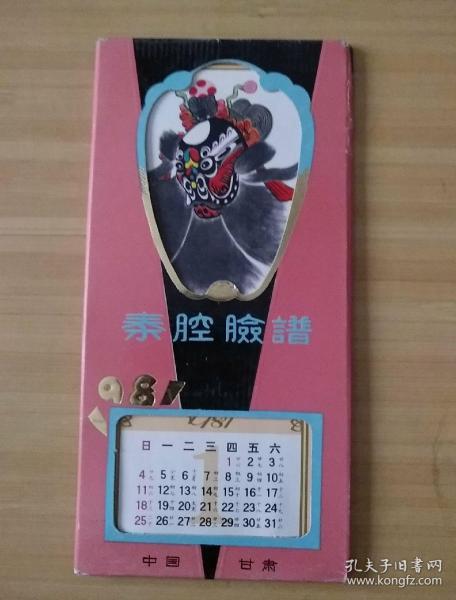 秦腔臉譜
1981
1981
日 一 二 三 四 五 六
1 2 3
4 5 6 7 8 9 10
11 12 13 14 15 16 17
18 19 20 21 22 23 24
25 26 27 28 29 30 31
中国 甘肃
孔夫子旧书网
www.kongfz.com